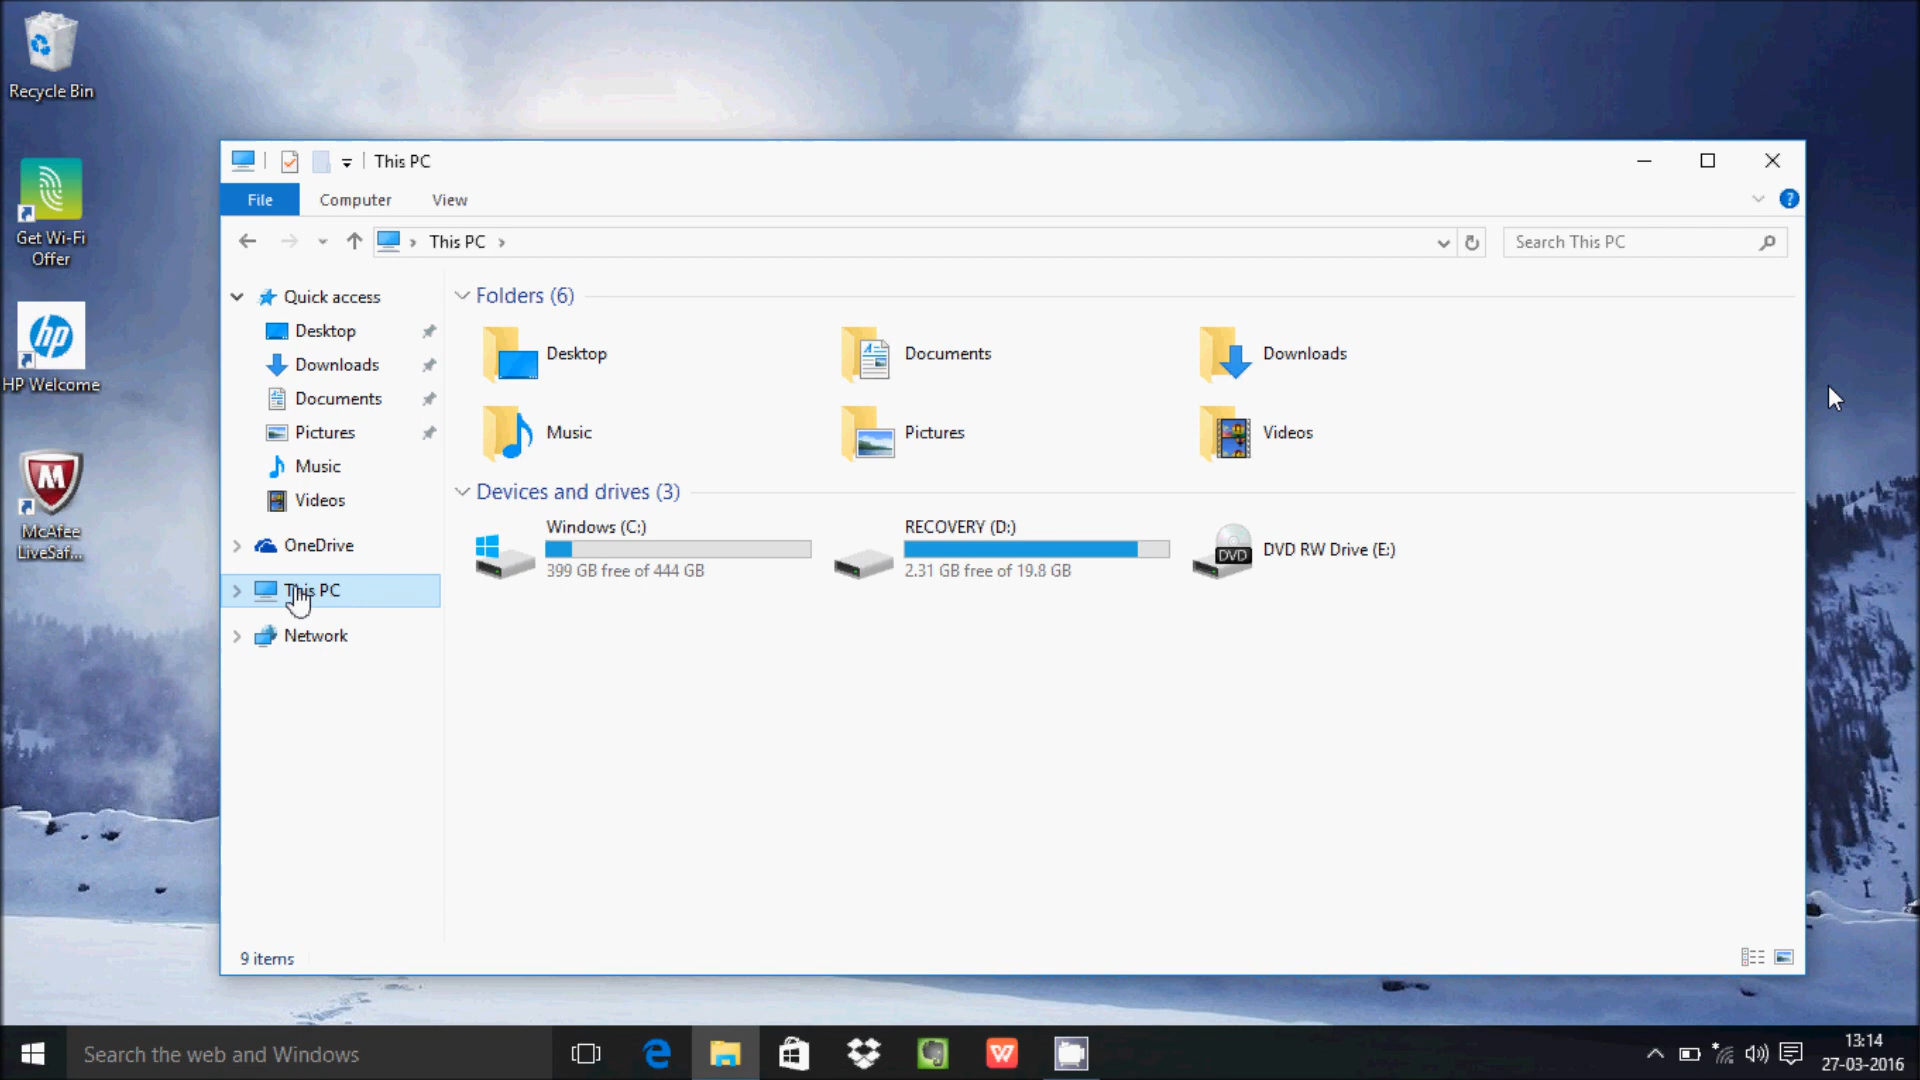 Recycle Bin
Get Wi-Fi
Offer
hp
HP Welcome
McAfee
LiveSaf...
This PC
File
Computer
View
?
This PC
Search This PC
Quick access
Desktop
Downloads
Documents
Pictures
Music
Videos
OneDrive
This PC
Network
Folders (6)
Desktop
Documents
Downloads
Music
Pictures
Videos
Devices and drives (3)
Windows (C:)
399 GB free of 444 GB
RECOVERY (D:)
2.31 GB free of 19.8 GB
DVD
DVD RW Drive (E:)
9 items
Search the web and Windows
W
13:14
27-03-2016